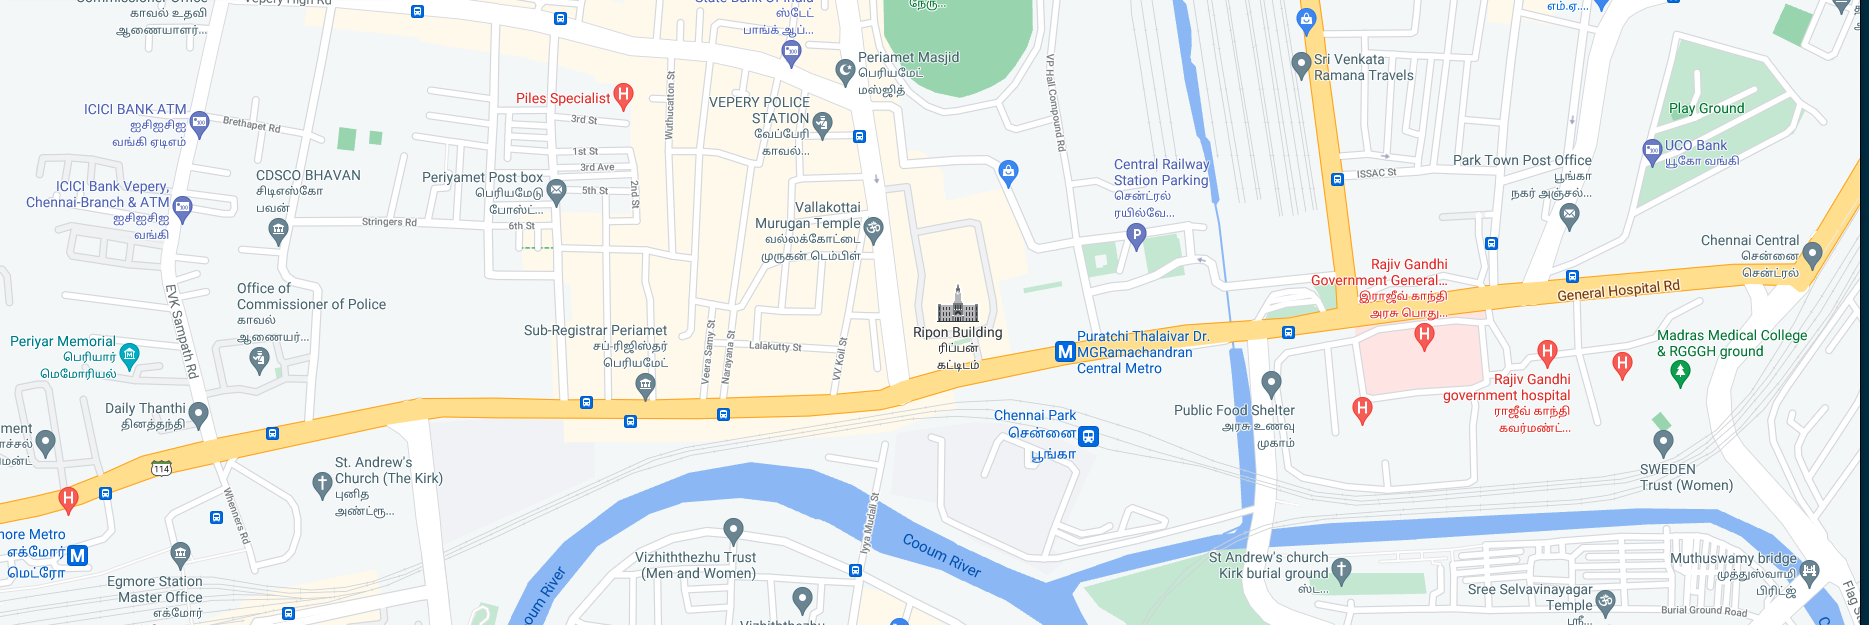 காவல் உதவி
ஆணையாளர்...
Vepery High Rd
State Bank Of India
ஸ்டேட்
பாங்க் ஆப்...
நேரு...
எம்.ஏ....
Periamet Masjid
பெரியமேட்
மஸ்ஜித்
VP Hall Compound Rd
Sri Venkata
Ramana Travels
Play Ground
UCO Bank
யூகோ வங்கி
ICICI BANK ATM
ஐசிஐசிஐ
வங்கி ஏடிஎம்
Brethapet Rd
Piles Specialist
3rd St
Wuthucatton St
VEPERY POLICE
STATION
வேப்பேரி
காவல்...
1st St
3rd Ave
5th St
2nd St
6th St
CDSCO BHAVAN
சிடிஎஸ்கோ
பவன்
ICICI Bank Vepery,
Chennai-Branch & ATM
ஐசிஐசிஐ
வங்கி
Stringers Rd
Periyamet Post box
பெரியமேடு
போஸ்ட்...
Vallakottai
Murugan Temple
வல்லக்கோட்டை
முருகன் டெம்பிள்
Central Railway
Station Parking
சென்ட்ரல்
ரயில்வே...
ISSAC St
Park Town Post Office
பூங்கா
நகர் அஞ்சல்...
Chennai Central
சென்னை
சென்ட்ரல்
EVK Sampath Rd
Office of
Commissioner of Police
காவல்
ஆணையர்...
Periyar Memorial
பெரியார்
மெமோரியல்
Sub-Registrar Periamet
சப்-ரிஜிஸ்தர்
பெரியமேட்
Veera Samy St
Narayana St
Lalakutty St
VV Koil St
Ripon Building
ரிப்பன்
கட்டிடம்
Puratchi Thalaivar Dr.
MGRamachandran
Central Metro
Rajiv Gandhi
Government General...
இராஜீவ் காந்தி
அரசு பொது...
General Hospital Rd
Madras Medical College
& RGGGH ground
Rajiv Gandhi
government hospital
ராஜீவ் காந்தி
கவர்மண்ட்...
Public Food Shelter
அரசு உணவு
முகாம்
Chennai Park
சென்னை
பூங்கா
Daily Thanthi
தினத்தந்தி
114
St. Andrew's
Church (The Kirk)
புனித
அண்ட்ரூ...
Whenners Rd
எக்மோர்
மெட்ரோ
Egmore Station
Master Office
எக்மோர்
Vizhiththezhu Trust
(Men and Women)
Iyya Mudali St
Cooum River
SWEDEN
Trust (Women)
St Andrew's church
Kirk burial ground
ஸ்ட்...
Muthuswamy bridge
முத்துஸ்வாமி
பிரிட்ஜ்
Sree Selvavinayagar
Temple
ஸ்ரீ...
Burial Ground Road